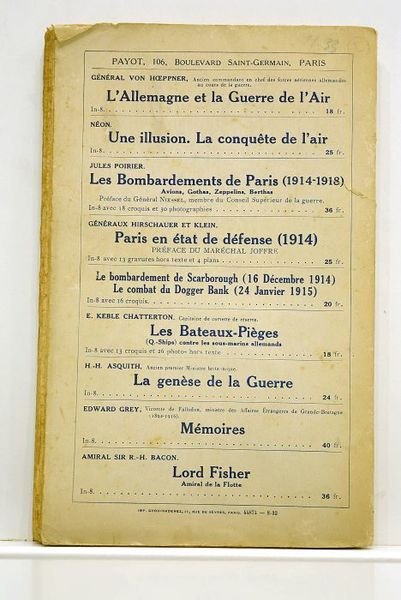 PAYOT, 106, BOULEVARD SAINT-GERMAIN, PARIS
GÉNÉRAL VON HŒPPNER, Ancien commandant en chef des forces aériennes allemandes
au cours de la guerre.
L'Allemagne et la Guerre de l'Air
In-8. 18 fr.
NÉON.
Une illusion. La conquête de l'air
In-8. 25 fr.
JULES POIRIER.
Les Bombardements de Paris (1914-1918)
Avions, Gothas, Zeppelins, Berthas
Préface du Général NIESSEL, membre du Conseil Supérieur de la guerre.
In-8 avec 18 croquis et 30 photographies 36 fr.
GÉNÉRAUX HIRSCHAUER ET KLEIN.
Paris en état de défense (1914)
PRÉFACE DU MARÉCHAL JOFFRE
In-8 avec 13 gravures hors texte et 4 plans 25 fr.
Le bombardement de Scarborough (16 Décembre 1914)
Le combat du Dogger Bank (24 Janvier 1915)
In-8 avec 16 croquis. 20 fr.
E. KEBLE CHATTERTON. Capitaine de corvette de réserve.
Les Bateaux-Pièges
(Q.-Ships) contre les sous-marins allemands
In-8 avec 13 croquis et 26 photos hors texte 18 fr.
H.-H. ASQUITH, Ancien premier Ministre britannique.
La genèse de la Guerre
In-8. 24 fr.
EDWARD GREY, Vicomte de Fallodon, ministre des Affaires Étrangères de Grande-Bretagne
Mémoires
In-8. 40 fr.
AMIRAL SIR R.-H. BACON.
Lord Fisher
Amiral de la Flotte
In-8. 36 fr.